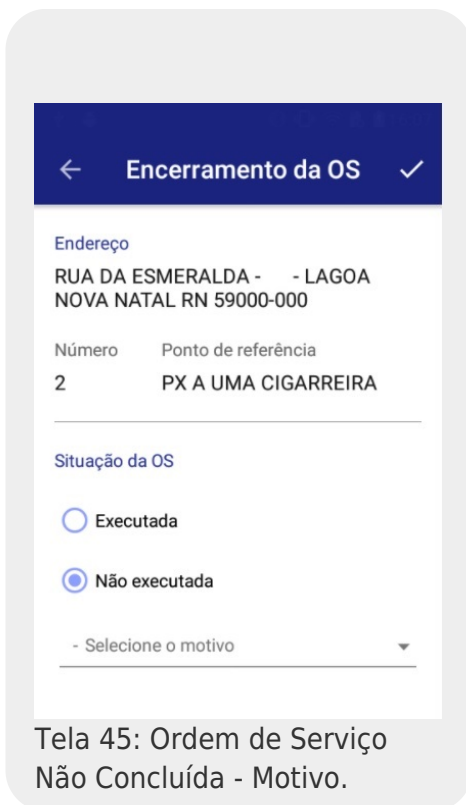 Encerramento da OS
Endereço
RUA DA ESMERALDA - - LAGOA
NOVA NATAL RN 59000-000
Número Ponto de referência
2 PX A UMA CIGARREIRA
Situação da OS
Executada
Não executada
- Selecione o motivo
Tela 45: Ordem de Serviço
Não Concluída - Motivo.